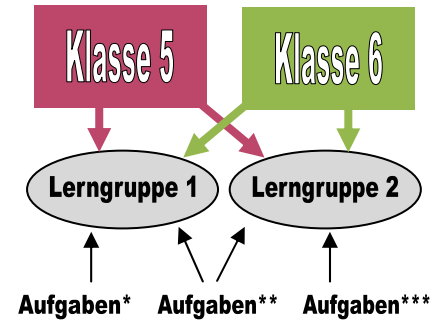 Klasse 5
Klasse 6
Lerngruppe 1
Lerngruppe 2
Aufgaben*
Aufgaben**
Aufgaben***